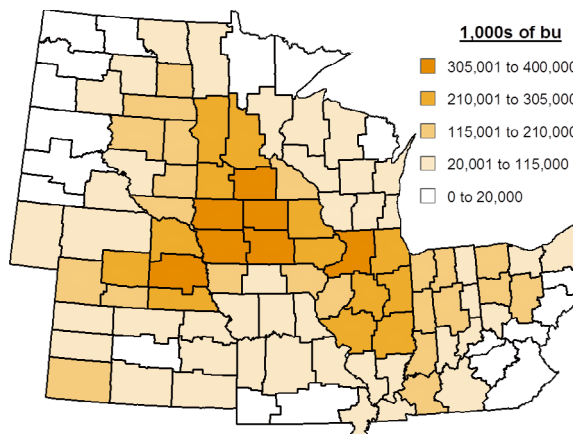 1,000s of bu
305,001 to 400,000
210,001 to 305,000
115,001 to 210,000
20,001 to 115,000
0 to 20,000